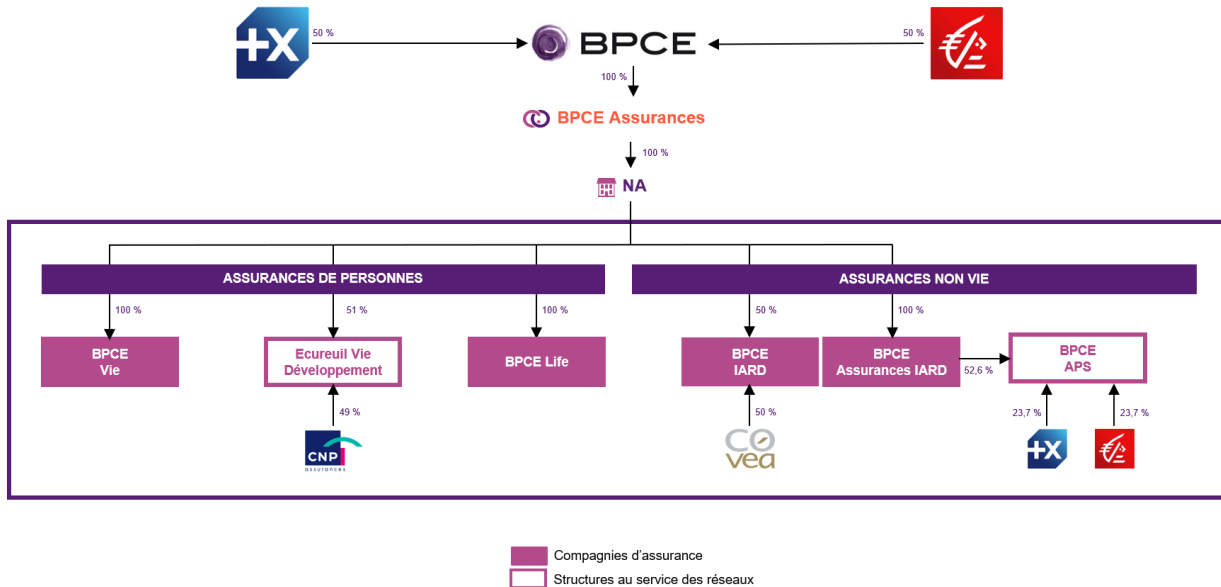 +X
50 %
BPCE
50 %
100 %
BPCE Assurances
100 %
NA
ASSURANCES DE PERSONNES
ASSURANCES NON VIE
100 %
51 %
100 %
50 %
100 %
BPCE
Vie
Ecureuil Vie
Développement
BPCE Life
BPCE
IARD
BPCE
Assurances IARD
52,6 %
BPCE
APS
49 %
50 %
23,7 %
23,7 %
CNP
assurances
COvea
+X
Compagnies d'assurance
Structures au service des réseaux